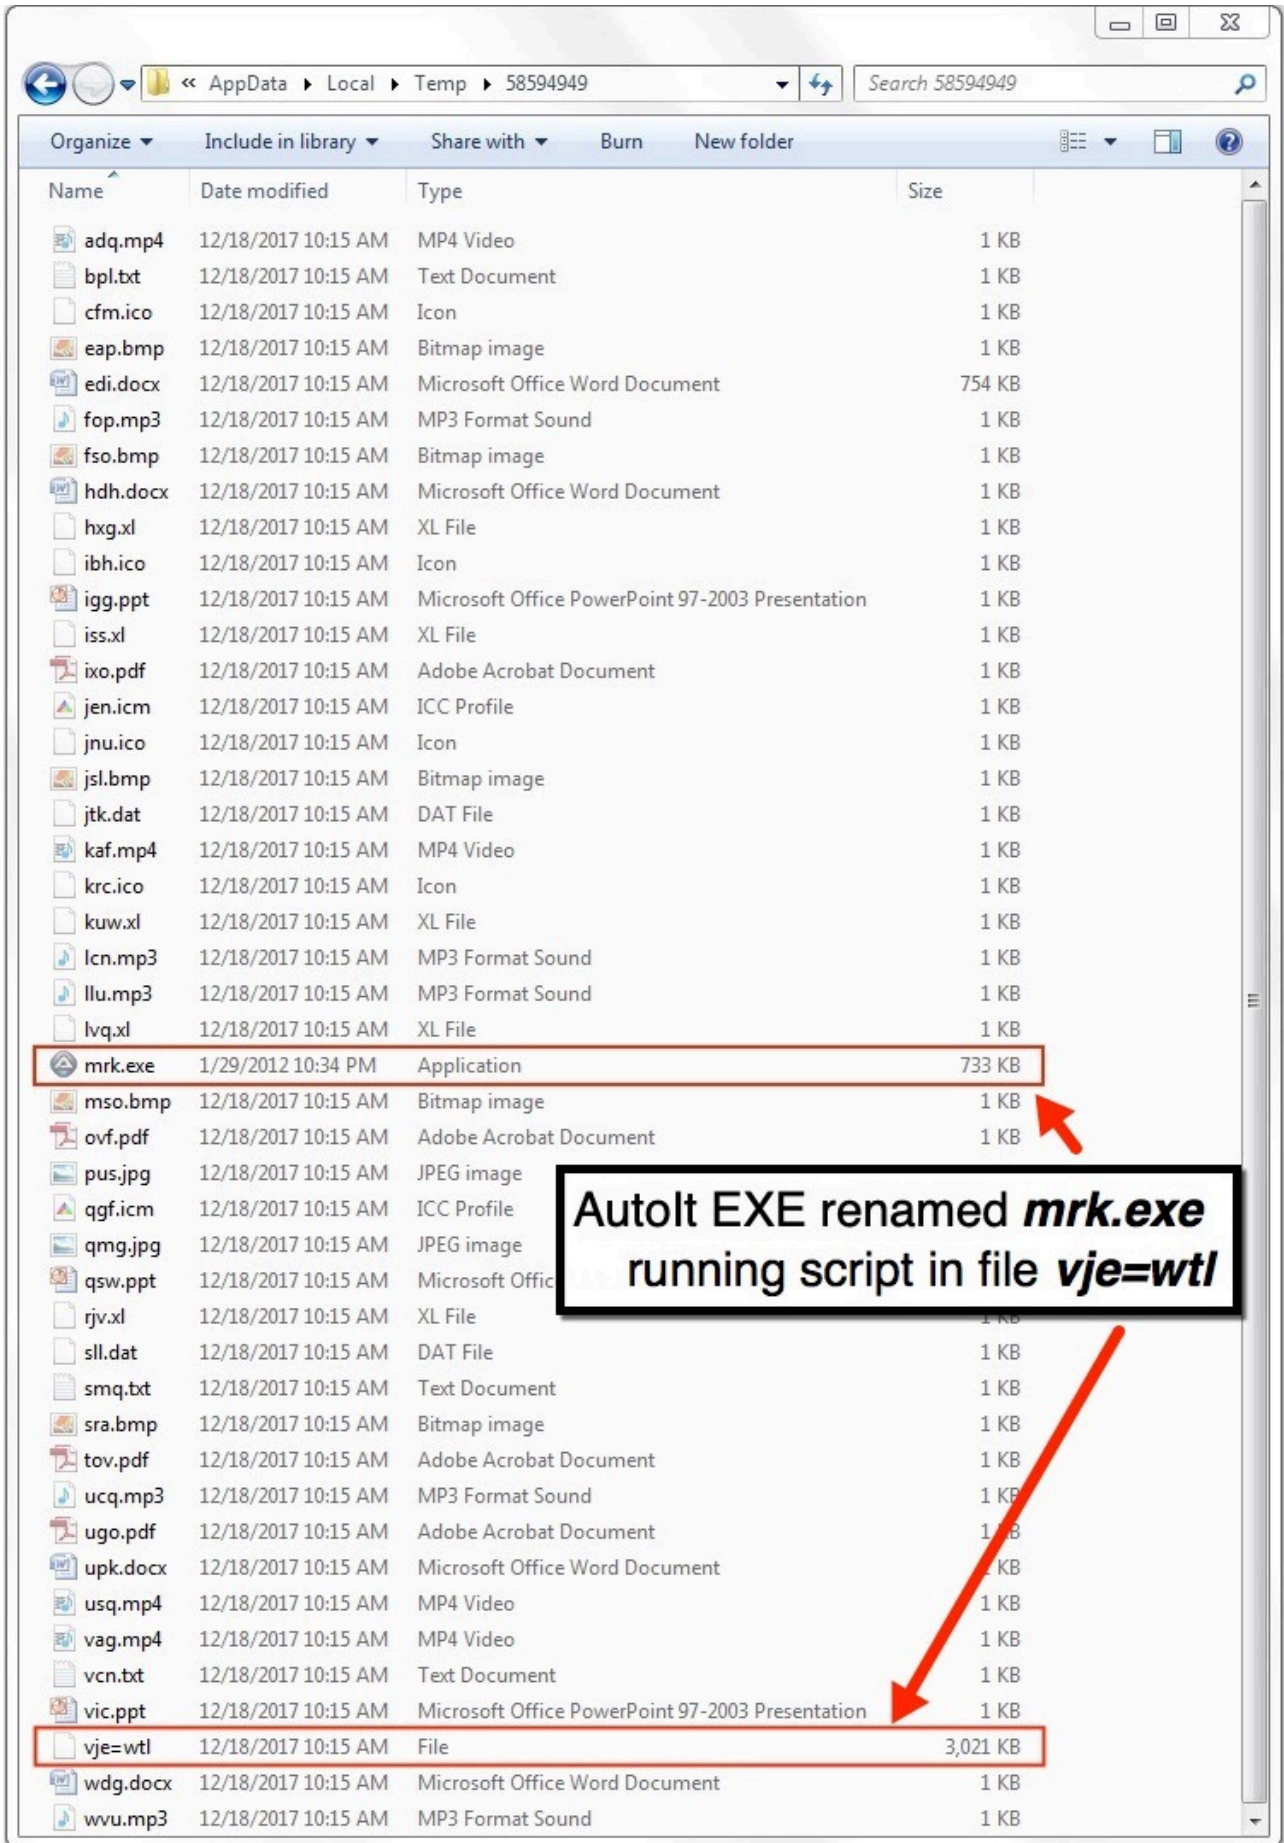 « AppData ▸ Local ▸ Temp ▸ 58594949 Search 58594949
Organize Include in library Share with Burn New folder
Name Date modified Type Size
adq.mp4 12/18/2017 10:15 AM MP4 Video 1 KB
bpl.txt 12/18/2017 10:15 AM Text Document 1 KB
cfm.ico 12/18/2017 10:15 AM Icon 1 KB
eap.bmp 12/18/2017 10:15 AM Bitmap image 1 KB
edi.docx 12/18/2017 10:15 AM Microsoft Office Word Document 754 KB
fop.mp3 12/18/2017 10:15 AM MP3 Format Sound 1 KB
fso.bmp 12/18/2017 10:15 AM Bitmap image 1 KB
hdh.docx 12/18/2017 10:15 AM Microsoft Office Word Document 1 KB
hxg.xl 12/18/2017 10:15 AM XL File 1 KB
ibh.ico 12/18/2017 10:15 AM Icon 1 KB
igg.ppt 12/18/2017 10:15 AM Microsoft Office PowerPoint 97-2003 Presentation 1 KB
iss.xl 12/18/2017 10:15 AM XL File 1 KB
ixo.pdf 12/18/2017 10:15 AM Adobe Acrobat Document 1 KB
jen.icm 12/18/2017 10:15 AM ICC Profile 1 KB
jnu.ico 12/18/2017 10:15 AM Icon 1 KB
jsl.bmp 12/18/2017 10:15 AM Bitmap image 1 KB
jtk.dat 12/18/2017 10:15 AM DAT File 1 KB
kaf.mp4 12/18/2017 10:15 AM MP4 Video 1 KB
krc.ico 12/18/2017 10:15 AM Icon 1 KB
kuw.xl 12/18/2017 10:15 AM XL File 1 KB
lcn.mp3 12/18/2017 10:15 AM MP3 Format Sound 1 KB
llu.mp3 12/18/2017 10:15 AM MP3 Format Sound 1 KB
lvq.xl 12/18/2017 10:15 AM XL File 1 KB
mrk.exe 1/29/2012 10:34 PM Application 733 KB
mso.bmp 12/18/2017 10:15 AM Bitmap image 1 KB
ovf.pdf 12/18/2017 10:15 AM Adobe Acrobat Document 1 KB
pus.jpg 12/18/2017 10:15 AM JPEG image
qgf.icm 12/18/2017 10:15 AM ICC Profile
qmg.jpg 12/18/2017 10:15 AM JPEG image
qsw.ppt 12/18/2017 10:15 AM Microsoft
AutoIt EXE renamed mrk.exe
running script in file vje=wtl
rjv.xl 12/18/2017 10:15 AM XL File 1 KB
sll.dat 12/18/2017 10:15 AM DAT File 1 KB
smq.txt 12/18/2017 10:15 AM Text Document 1 KB
sra.bmp 12/18/2017 10:15 AM Bitmap image 1 KB
tov.pdf 12/18/2017 10:15 AM Adobe Acrobat Document 1 KB
ucq.mp3 12/18/2017 10:15 AM MP3 Format Sound 1 KB
ugo.pdf 12/18/2017 10:15 AM Adobe Acrobat Document 1 KB
upk.docx 12/18/2017 10:15 AM Microsoft Office Word Document KB
usq.mp4 12/18/2017 10:15 AM MP4 Video 1 KB
vag.mp4 12/18/2017 10:15 AM MP4 Video 1 KB
vcn.txt 12/18/2017 10:15 AM Text Document 1 KB
vic.ppt 12/18/2017 10:15 AM Microsoft Office PowerPoint 97-2003 Presentation 1 KB
vje=wtl 12/18/2017 10:15 AM File 3,021 KB
wdg.docx 12/18/2017 10:15 AM Microsoft Office Word Document 1 KB
wvu.mp3 12/18/2017 10:15 AM MP3 Format Sound 1 KB